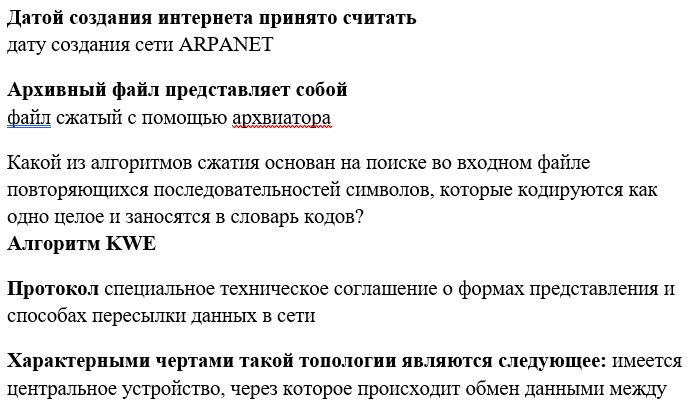 Датой создания интернета принято считать
дату создания сети ARPANET
Архивный файл представляет собой
файл сжатый с помощью архвиатора
Какой из алгоритмов сжатия основан на поиске во входном файле
повторяющихся последовательностей символов, которые кодируются как
одно целое и заносятся в словарь кодов?
Алгоритм KWE
Протокол специальное техническое соглашение о формах представления и
способах пересылки данных в сети
Характерными чертами такой топологии являются следующее: имеется
центральное устройство, через которое происходит обмен данными между